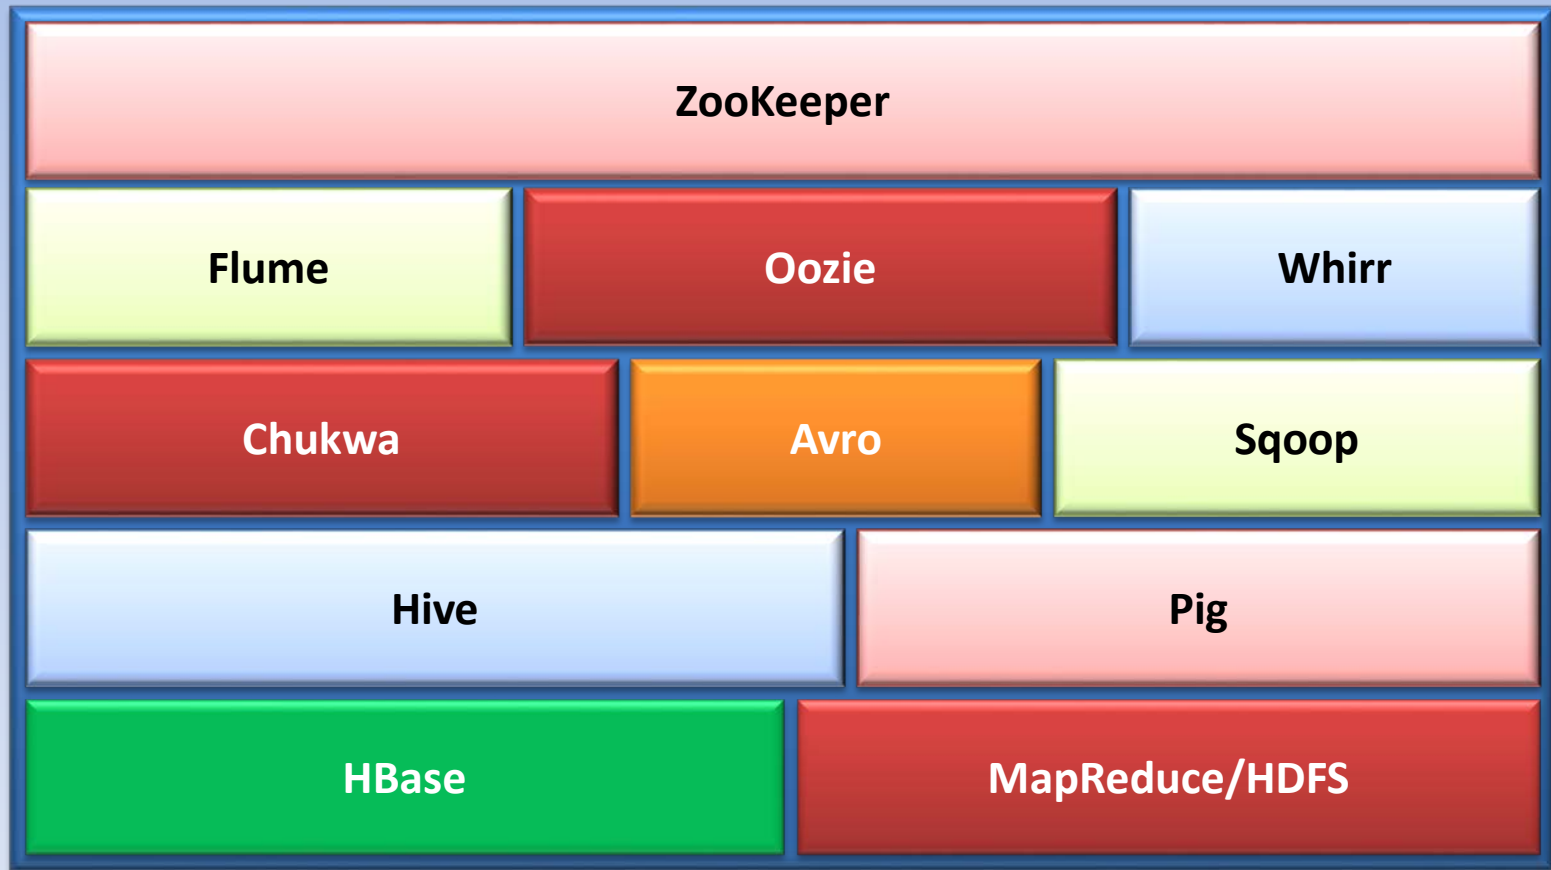 ZooKeeper
Flume
Oozie
Whirr
Chukwa
Avro
Sqoop
Hive
Pig
HBase
MapReduce/HDFS